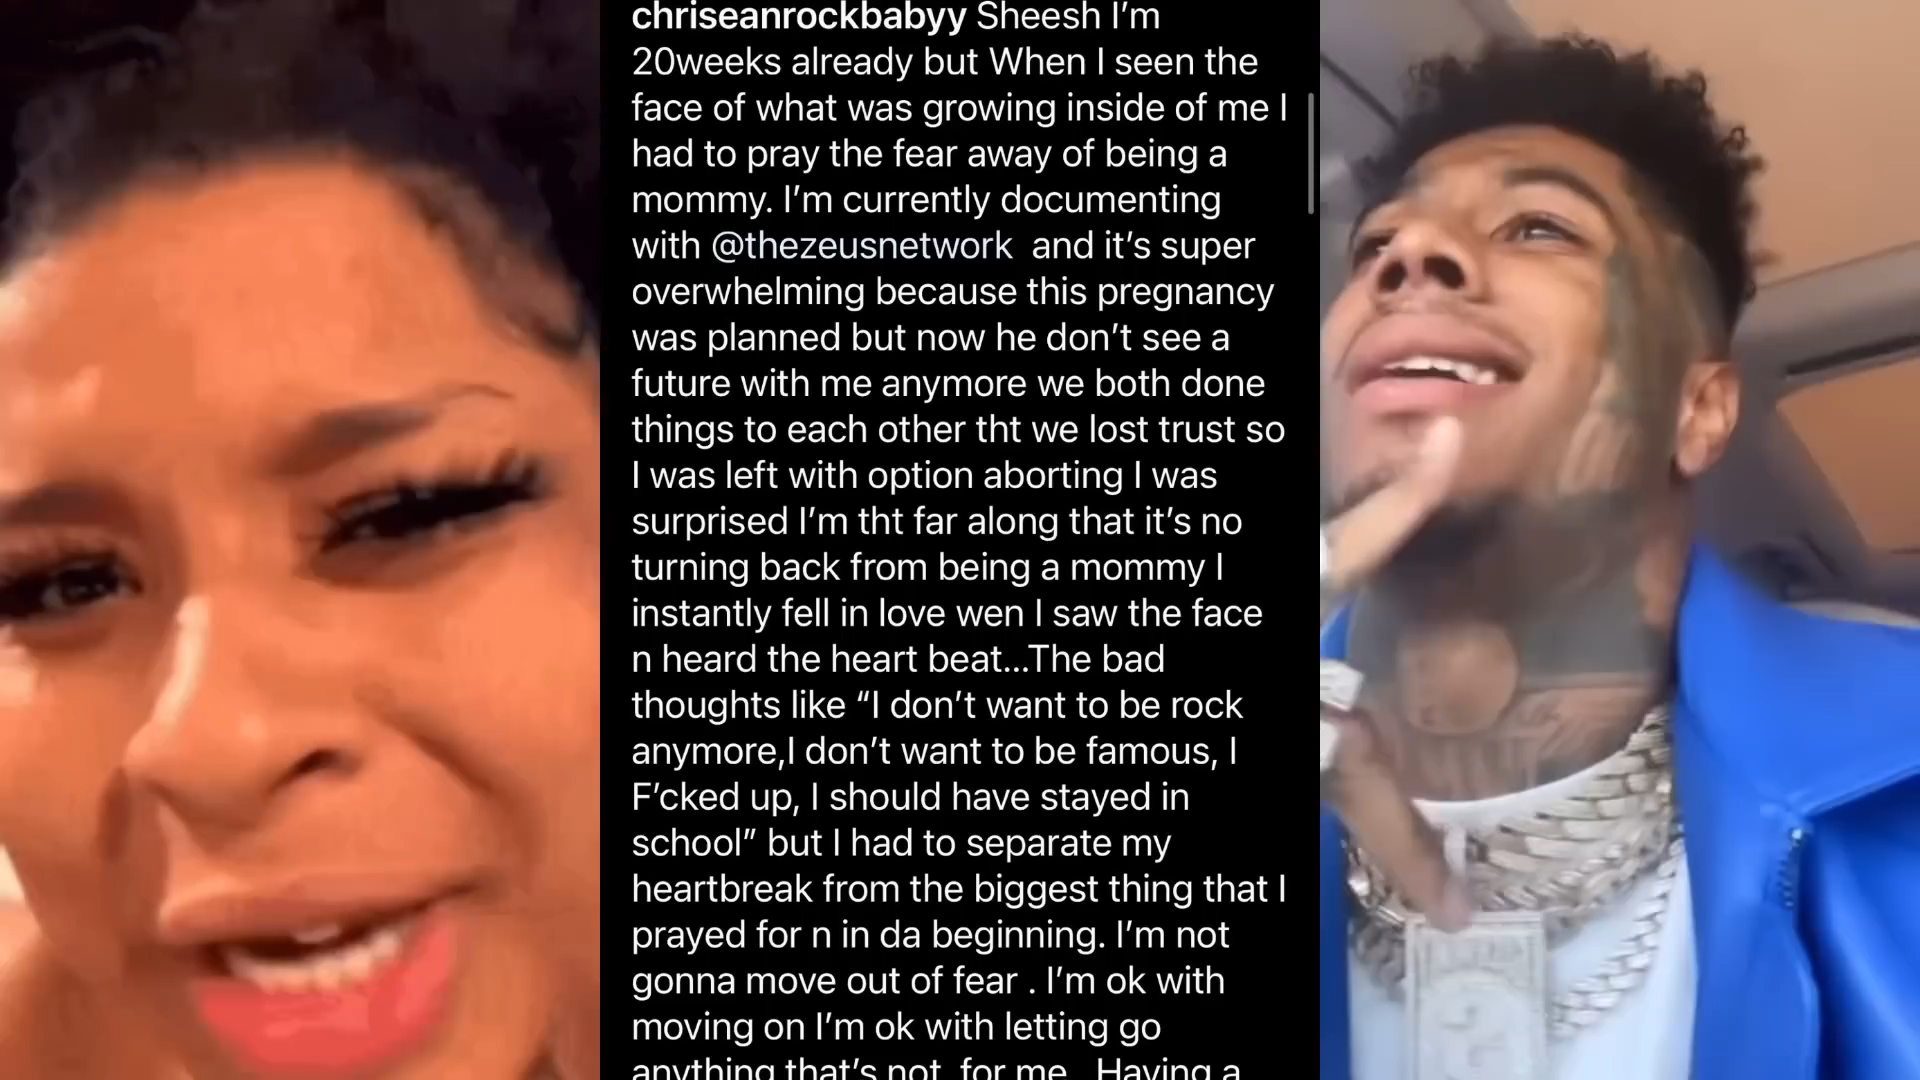 chriseanrockbabyy Sheesh I’m
20weeks already but When I seen the
face of what was growing inside of me I
had to pray the fear away of being a
mommy. I’m currently documenting
with @thezeusnetwork  and it’s super
overwhelming because this pregnancy
was planned but now he don’t see a
future with me anymore we both done
things to each other tht we lost trust so
I was left with option aborting I was
surprised I’m tht far along that it’s no
turning back from being a mommy I
instantly fell in love wen I saw the face
n heard the heart beat...The bad
thoughts like “I don’t want to be rock
anymore,I don’t want to be famous, I
F’cked up, I should have stayed in
school” but I had to separate my
heartbreak from the biggest thing that I
prayed for n in da beginning. I’m not
gonna move out of fear . I’m ok with
moving on I’m ok with letting go
anything that’s not  for me . Having a